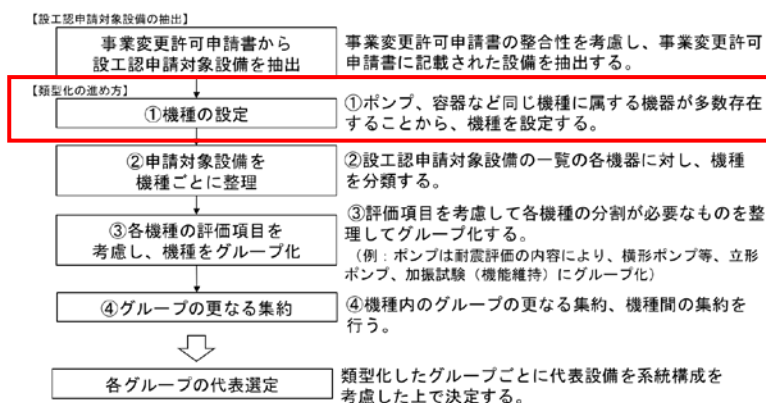 【設工認申請対象設備の抽出】
事業変更許可申請書から
設工認申請対象設備を抽出
事業変更許可申請書の整合性を考慮し、事業変更許可
申請書に記載された設備を抽出する。
【類型化の進め方】
①機種の設定
①ポンプ、容器など同じ機種に属する機器が多数存在
することから、機種を設定する。
②申請対象設備を
機種ごとに整理
②設工認申請対象設備の一覧の各機器に対し、機種
を分類する。
③各機種の評価項目を
考慮し、機種をグループ化
③評価項目を考慮して各機種の分割が必要なものを整
理してグループ化する。
（例：ポンプは耐震評価の内容により、横形ポンプ等、立形
ポンプ、加振試験（機能維持）にグループ化）
④グループの更なる集約
④機種内のグループの更なる集約、機種間の集約を
行う。
各グループの代表選定
類型化したグループごとに代表設備を系統構成を
考慮した上で決定する。